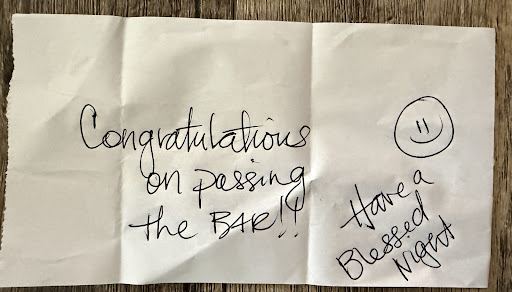 Congratulations
on passing
the BAR!!
Have a
Blessed
Night